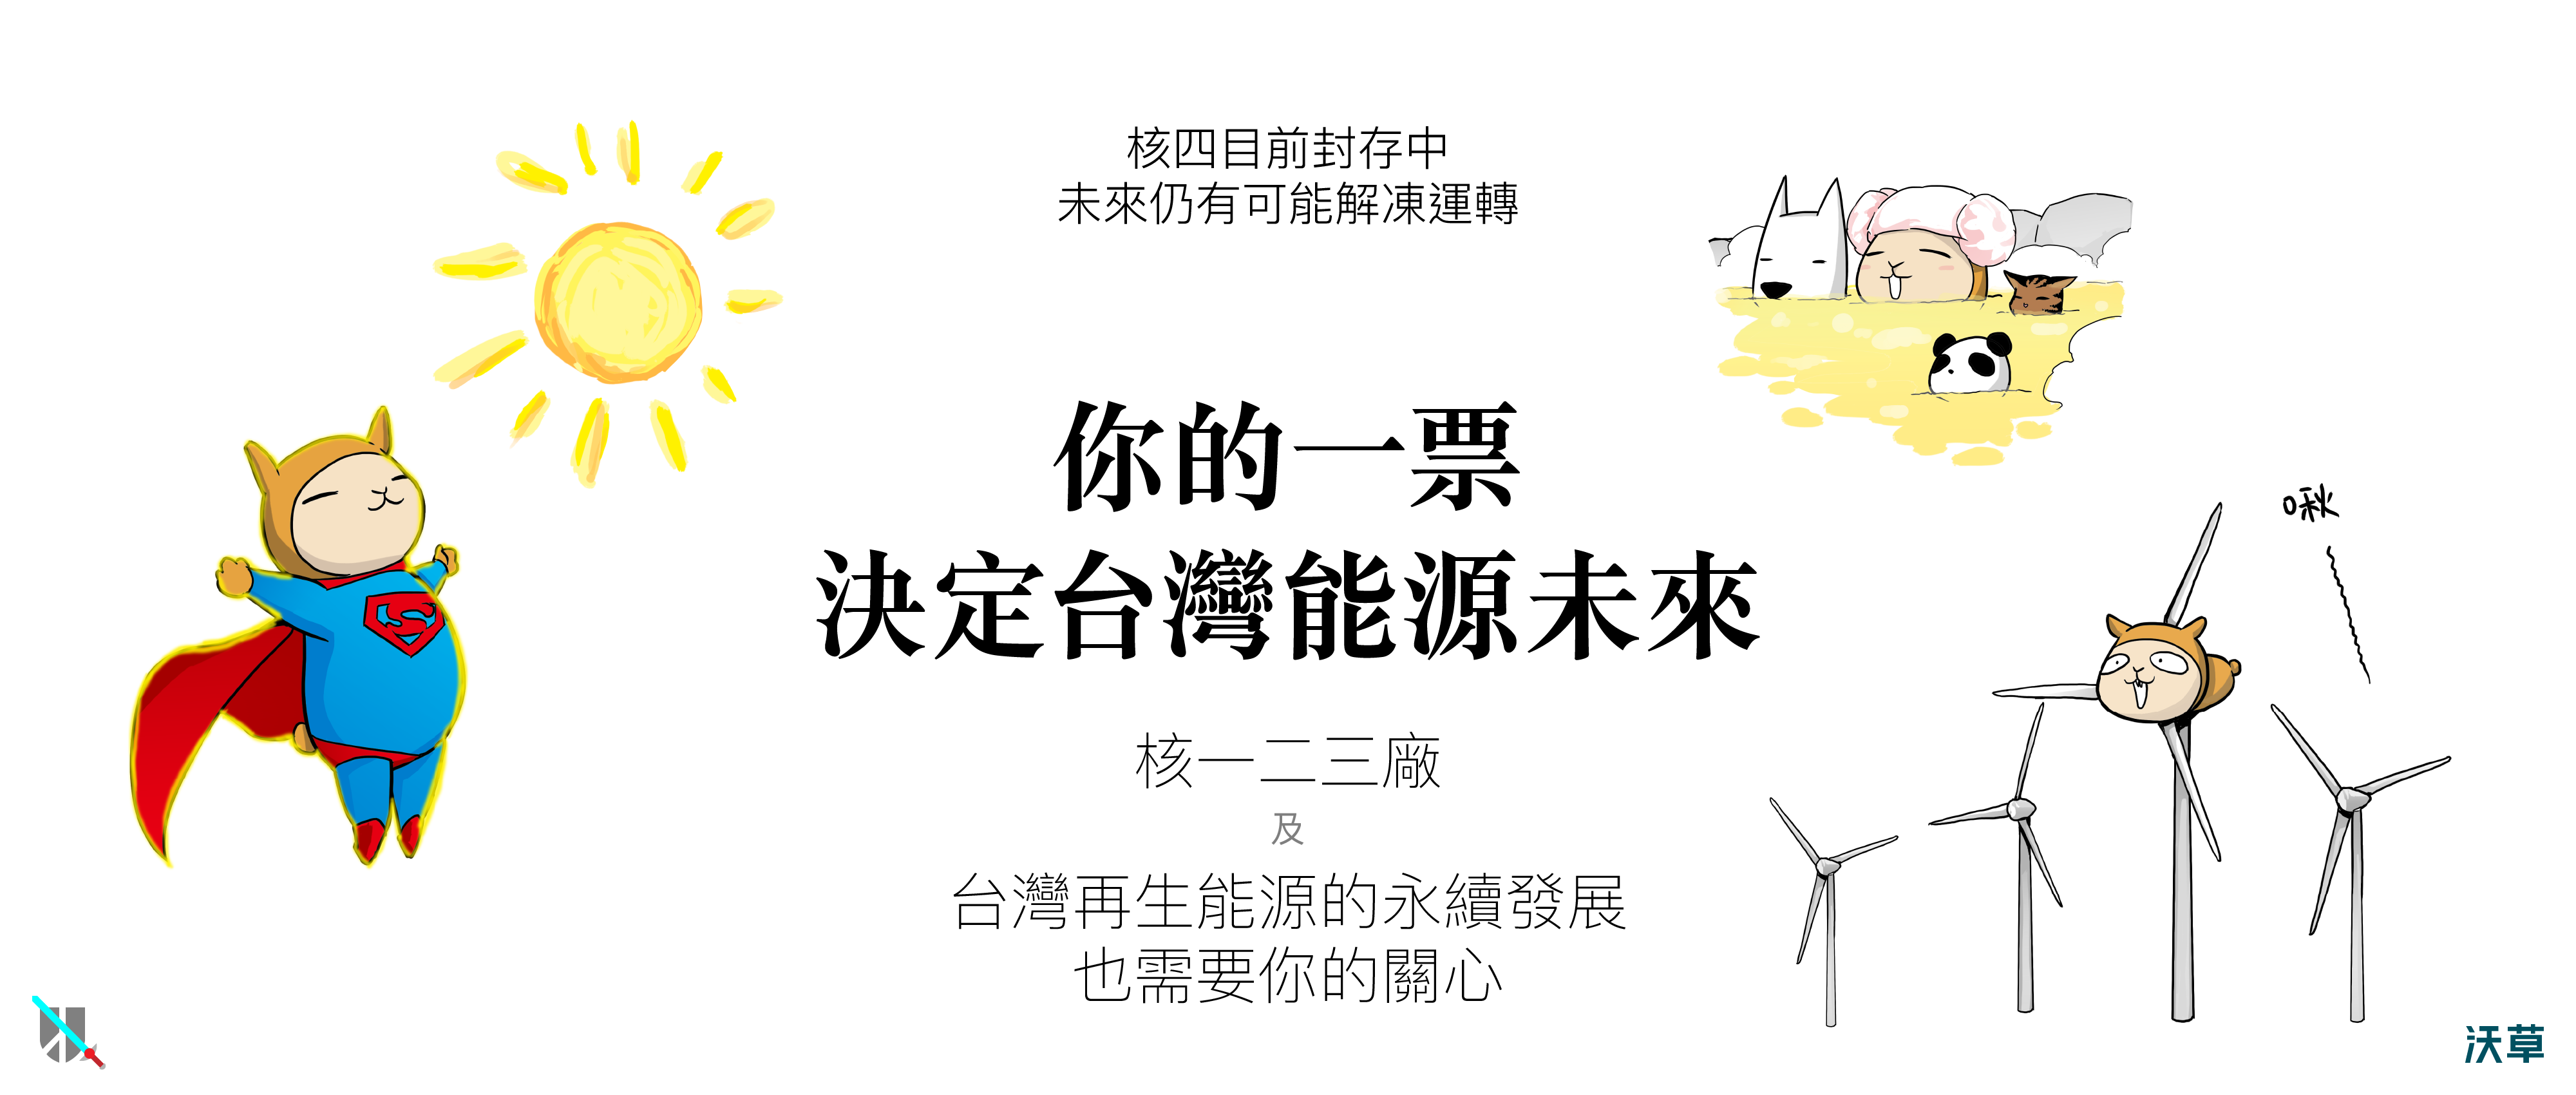 核四目前封存中
未來仍有可能解凍運轉
你的一票
決定台灣能源未來
核一二三廠
及
台灣再生能源的永續發展
也需要你的關心
啾
S
沃草